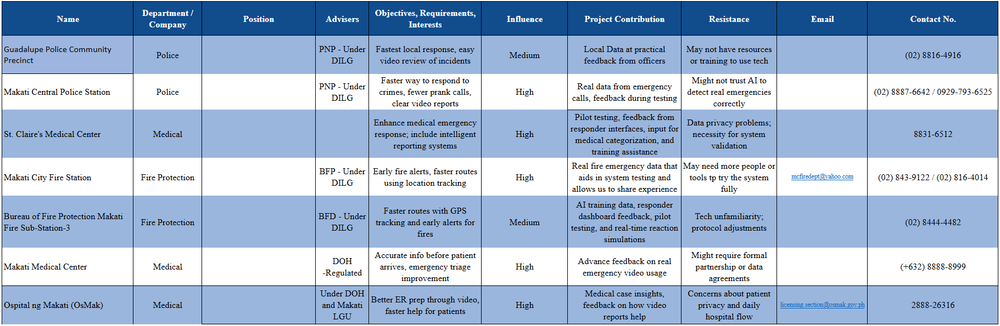 Name
Department /
Company
Position
Advisers
Objectives, Requirements,
Interests
Influence
Project Contribution
Resistance
Email
Contact No.
Guadalupe Police Community
Precinct
Police
PNP - Under
DILG
Fastest local response, easy
video review of incidents
Medium
Local Data at practical
feedback from officers
May not have resources
or training to use tech
(02) 8816-4916
Makati Central Police Station
Police
PNP - Under
DILG
Faster way to respond to
crimes, fewer prank calls,
clear video reports
High
Real data from emergency
calls, feedback during testing
Might not trust AI to
detect real emergencies
correctly
(02) 8887-6642 / 0929-793-6525
St. Claire's Medical Center
Medical
Enhance medical emergency
response; include intelligent
reporting systems
High
Pilot testing, feedback from
responder interfaces, input for
medical categorization, and
training assistance
Data privacy problems;
necessity for system
validation
8831-6512
Makati City Fire Station
Fire Protection
BFP - Under
DILG
Early fire alerts, faster routes
using location tracking
High
Real fire emergency data that
aids in system testing and
allows us to share experience
May need more people or
tools tp try the system
fully
mcfiredept@yahoo.com
(02) 843-9122 / (02) 816-4014
Bureau of Fire Protection Makati
Fire Sub-Station-3
Fire Protection
BFD - Under
DILG
Faster routes with GPS
tracking and early alerts for
fires
Medium
AI training data, responder
dashboard feedback, pilot
testing, and real-time reaction
simulations
Tech unfamiliarity;
protocol adjustments
(02) 8444-4482
Makati Medical Center
Medical
DOH
-Regulated
Accurate info before patient
arrives, emergency triage
improvement
High
Advance feedback on real
emergency video usage
Might require formal
partnership or data
agreements
(+632) 8888-8999
Ospital ng Makati (OsMak)
Medical
Under DOH
and Makati
LGU
Better ER prep through video,
faster help for patients
High
Medical case insights,
feedback on how video
reports help
Concerns about patient
privacy and daily
hospital flow
licensing.section@osmak.gov.ph
2888-26316